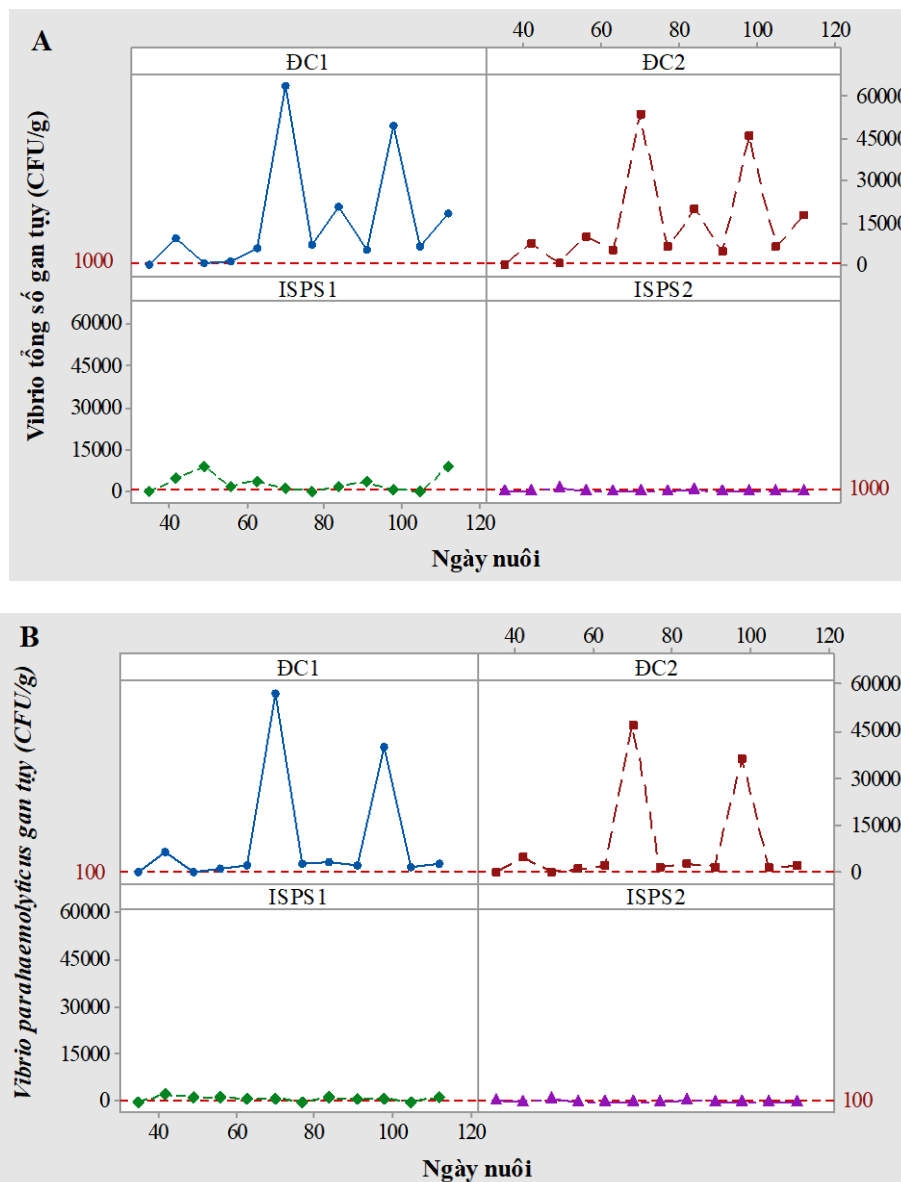 A
40 60 80 100 120
ĐC1 ĐC2
Vibrio tổng số gan tụy (CFU/g)
60000
45000
30000
15000
0
1000
ISPS1 ISPS2
60000
45000
30000
15000
0
1000
40 60 80 100 120
Ngày nuôi
B
40 60 80 100 120
ĐC1 ĐC2
Vibrio parahaemolyticus gan tuy (CFU/g)
60000
45000
30000
15000
0
100
ISPS1 ISPS2
60000
45000
30000
15000
0
100
40 60 80 100 120
Ngày nuôi